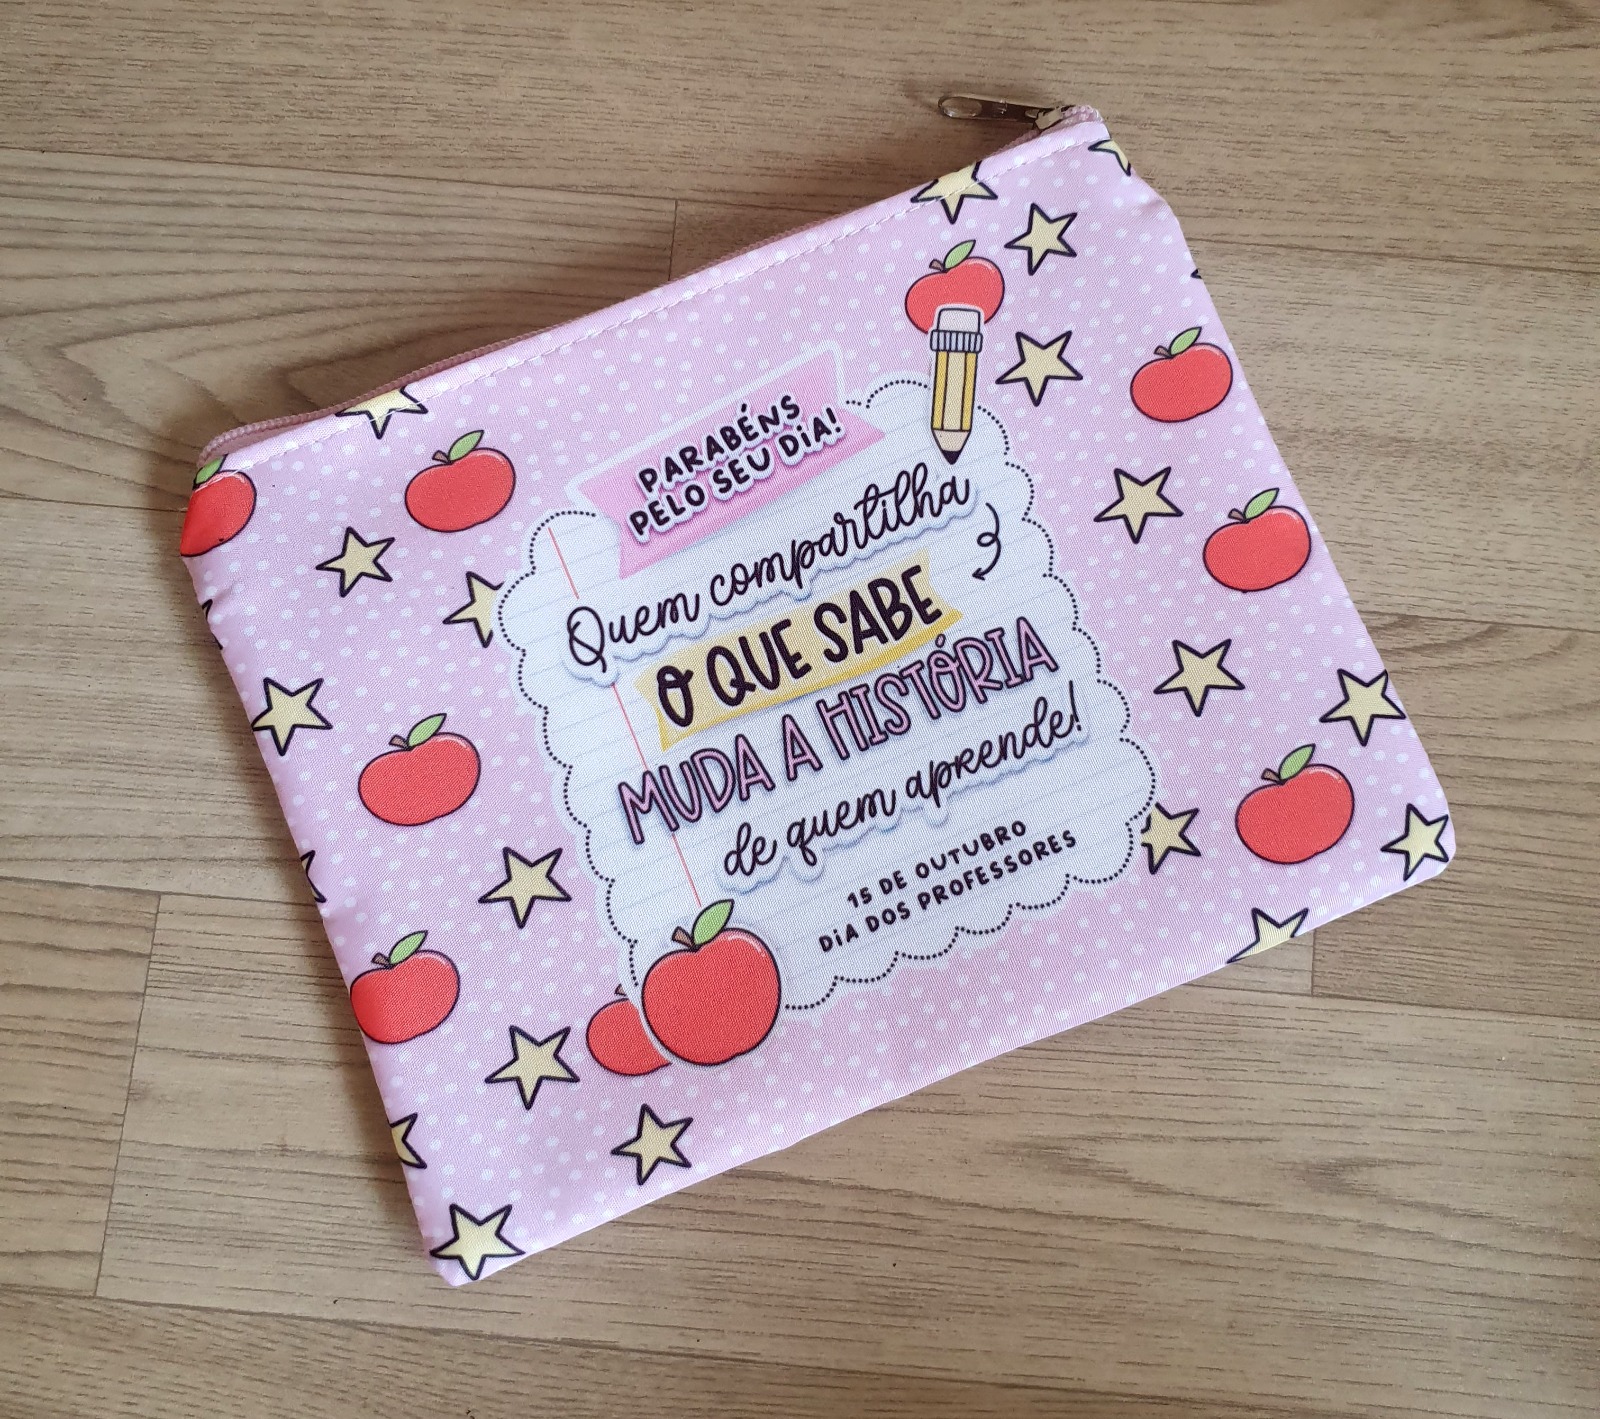 PARABÉNS
PELO SEU DiA!
Quem compartilha
O QUE SABE
MUDA A HISTÓRIA
de quem aprende!
15 DE OUTUBRO
DiA DOS PROFESSORES